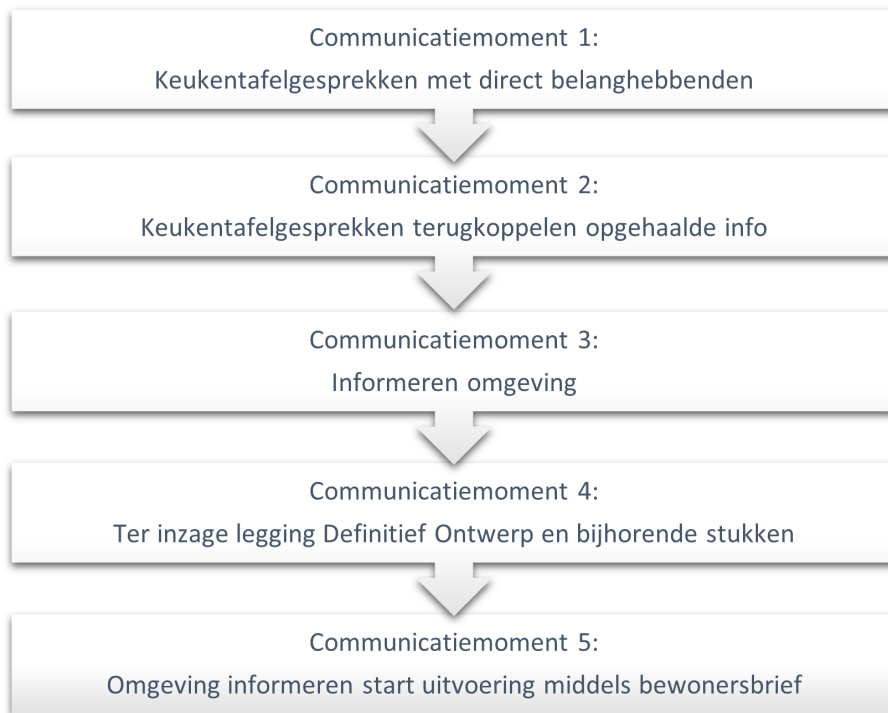 Communicatiemoment 1:
Keukentafelgesprekken met direct belanghebbenden
Communicatiemoment 2:
Keukentafelgesprekken terugkoppelen opgehaalde info
Communicatiemoment 3:
Informeren omgeving
Communicatiemoment 4:
Ter inzage legging Definitief Ontwerp en bijhorende stukken
Communicatiemoment 5:
Omgeving informeren start uitvoering middels bewonersbrief